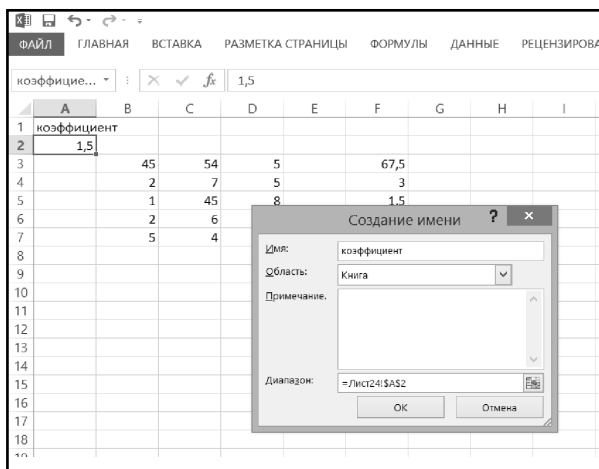 ФАЙЛ ГЛАВНАЯ ВСТАВКА РАЗМЕТКА СТРАНИЦЫ ФОРМУЛЫ ДАННЫЕ РЕЦЕНЗИРОВА
коэффицие... fx 1,5
A B C D E F G H I
1 коэффициент
2 1,5
3 45 54 5 67,5
4 2 7 5 3
5 1 45 8 1,5
6 2 6
7 5 4
8
9
10
11
12
13
14
15
16
17
18
19
Создание имени ? ×
Имя: коэффициент
Область: Книга
Примечание.
Диапазон: =Лист24!$A$2
ОК Отмена